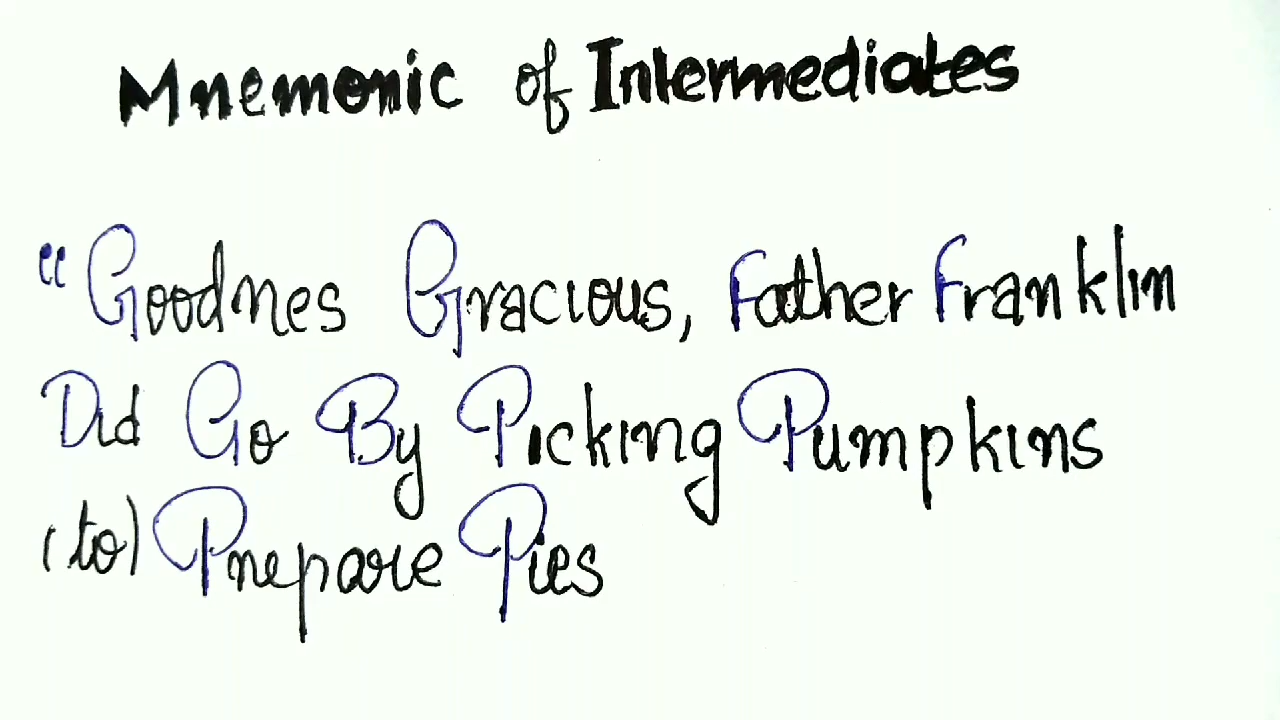 Mnemonic of Intermediates
"Goodnes Gracious, Father Franklin
Did Go By Picking Pumpkins
(to) Prepare Pies